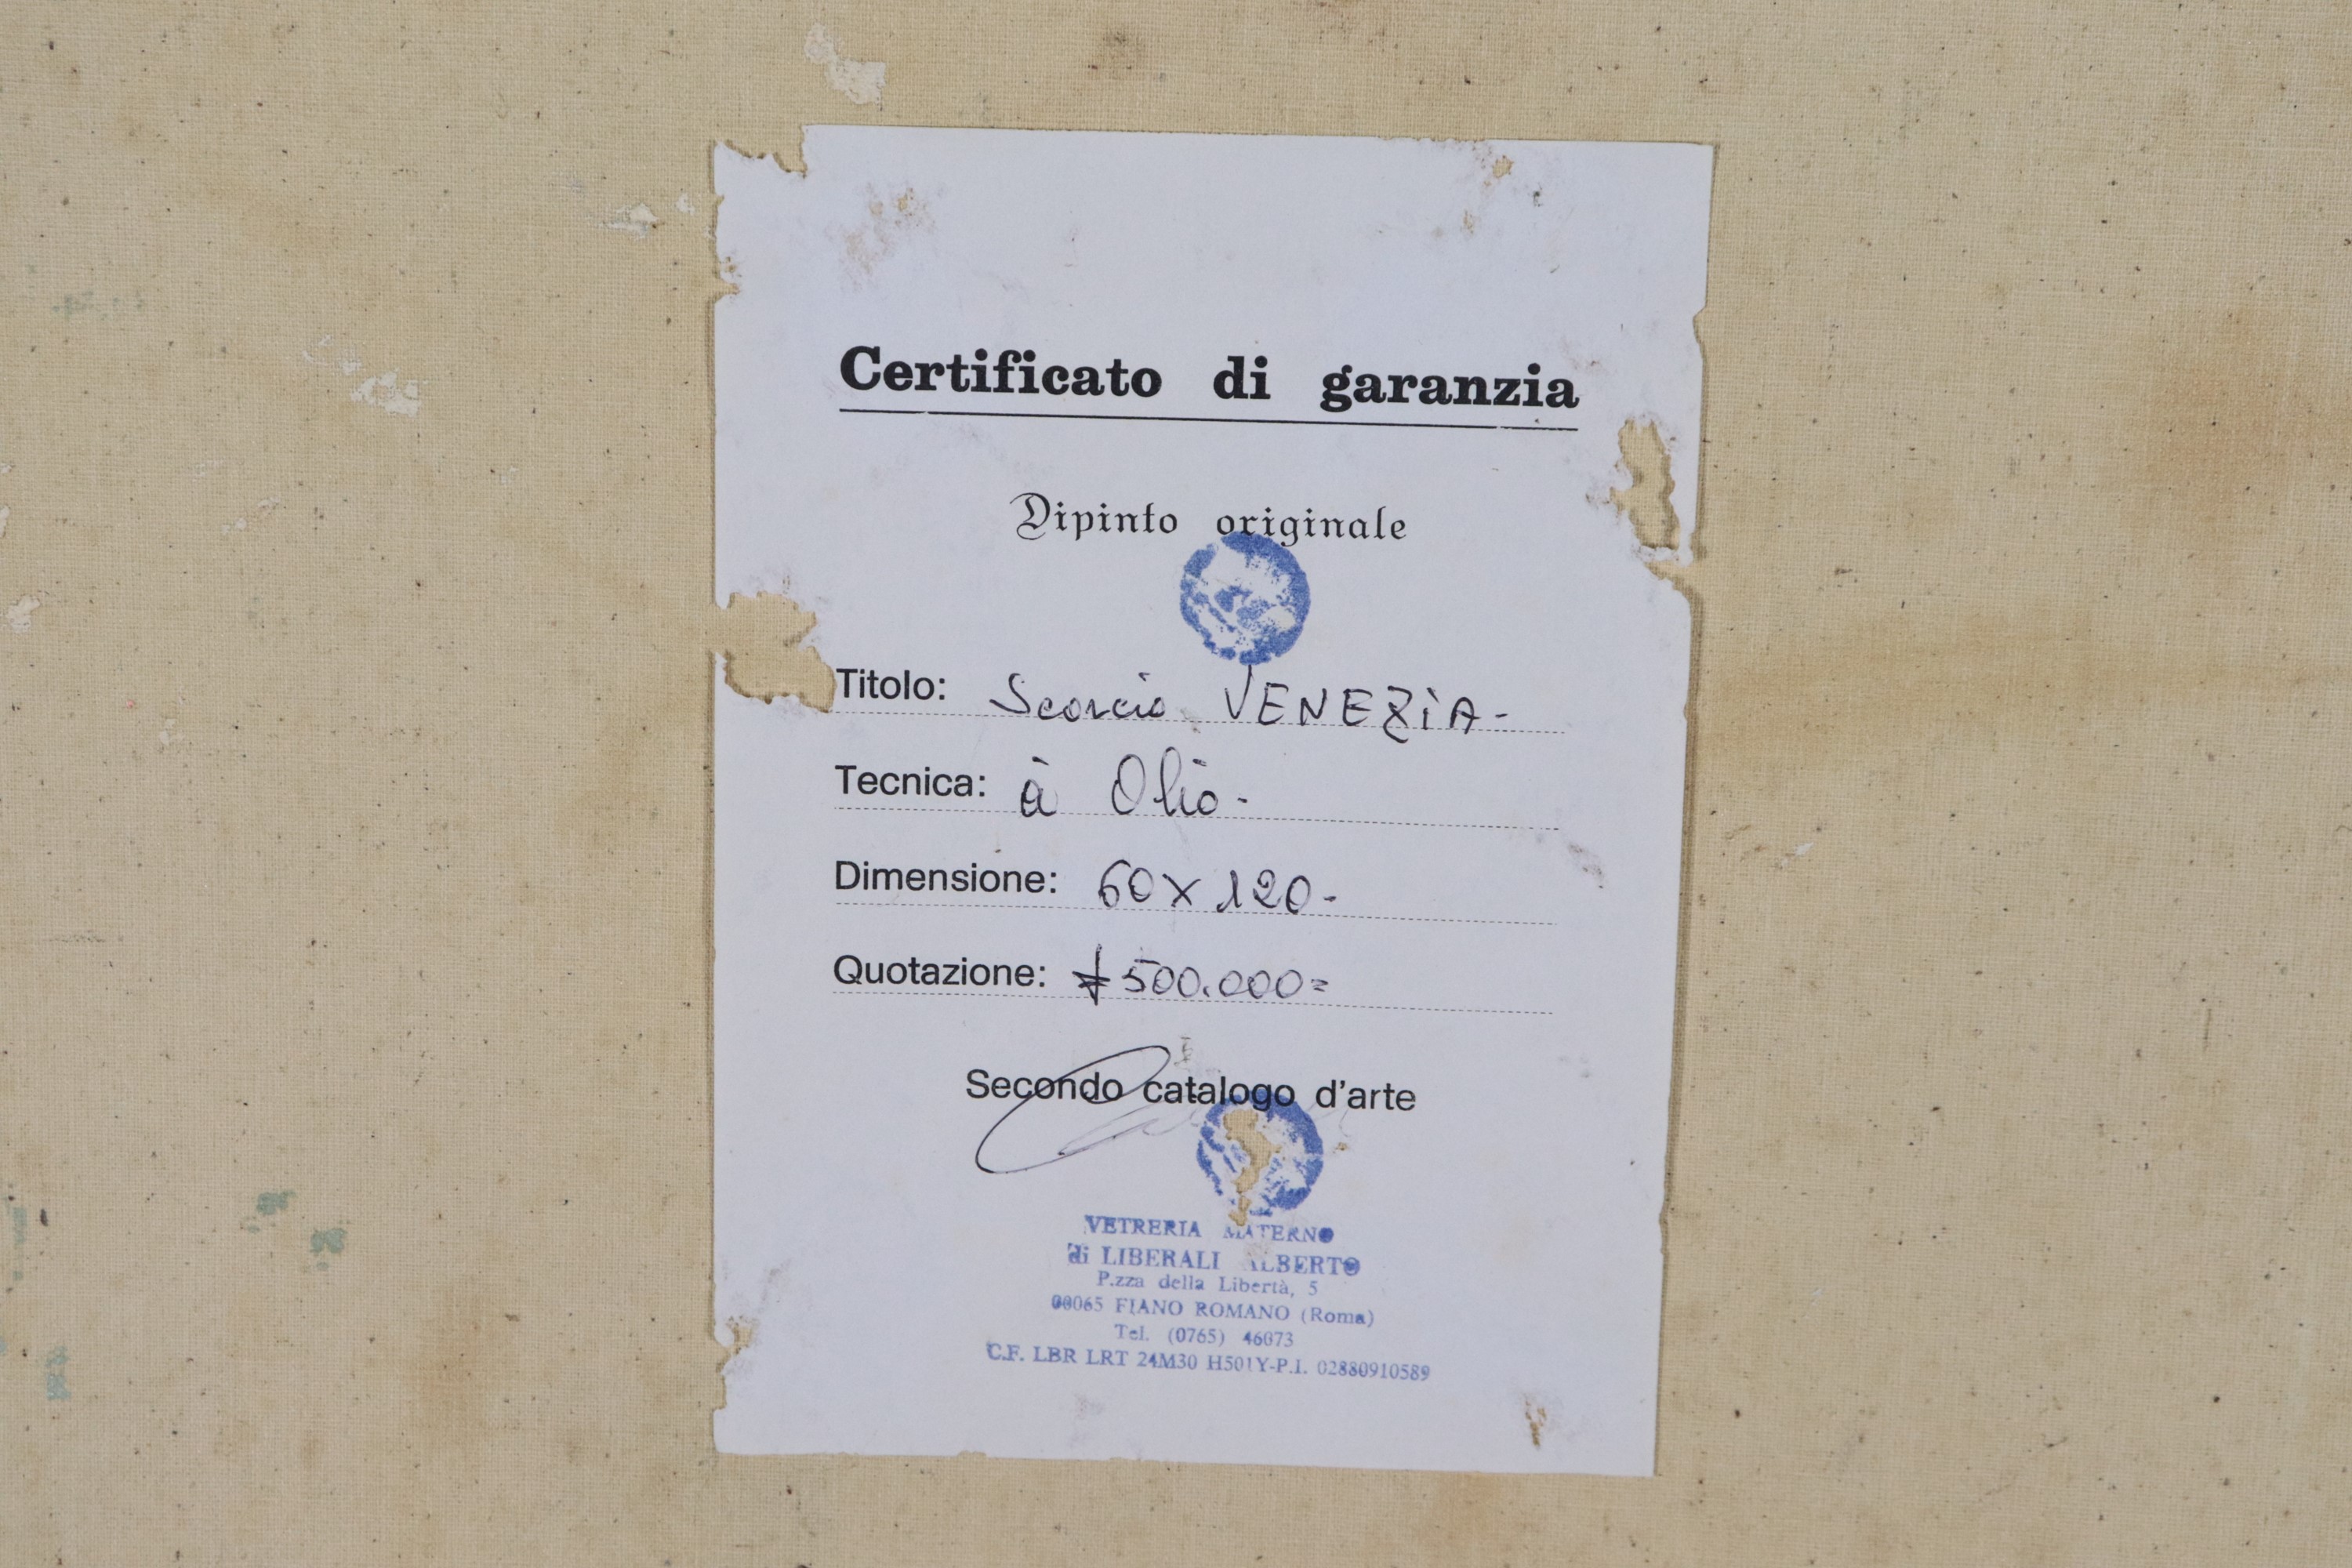 Certificato di garanzia
Dipinto originale
Titolo: Scorcio VENEZIA-
Tecnica: à Olio-
Dimensione: 60x120-
Quotazione: £500.000=
Secondo catalogo d'arte
VETRERIA MATERNO
di LIBERALI ALBERTO
P.zza della Libertà, 5
00065 FIANO ROMANO (Roma)
Tel. (0765) 46073
C.F. LBR LRT 24M30 H501Y-P.I. 02880910589